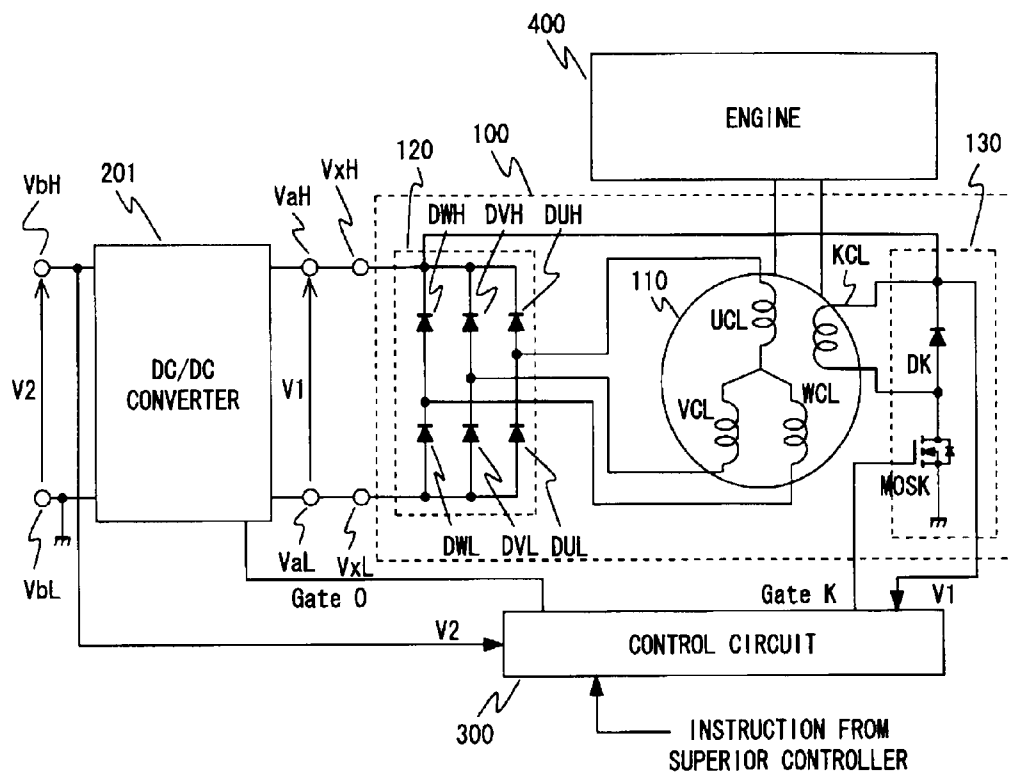 400
ENGINE
201
VbH
VaH
VxH
120
100
130
DWH
DVH
DUH
KCL
110
UCL
DK
VCL
WCL
DC/DC
CONVERTER
V2
V1
MOSK
VbL
VaL
VxL
DWL
DVL
DUL
Gate O
Gate K
V1
V2
CONTROL CIRCUIT
300
INSTRUCTION FROM
SUPERIOR CONTROLLER